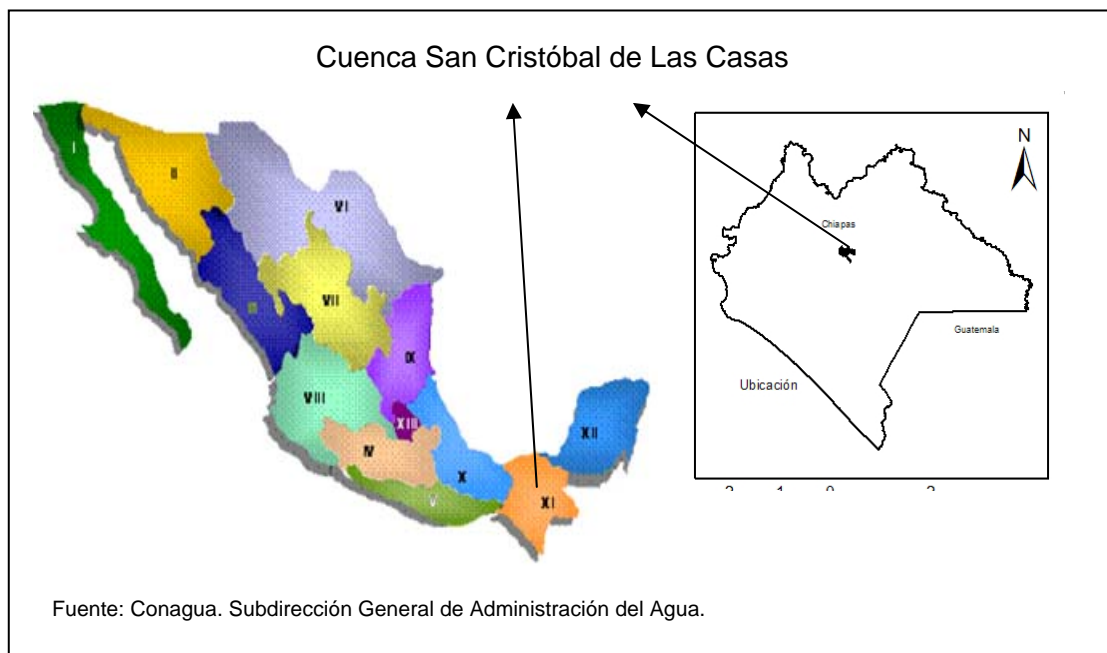 Cuenca San Cristóbal de Las Casas
I
II
VI
VII
IX
VIII
XIII
IV
V
X
XII
XI
N
Chiapas
Guatemala
Ubicación
Fuente: Conagua. Subdirección General de Administración del Agua.